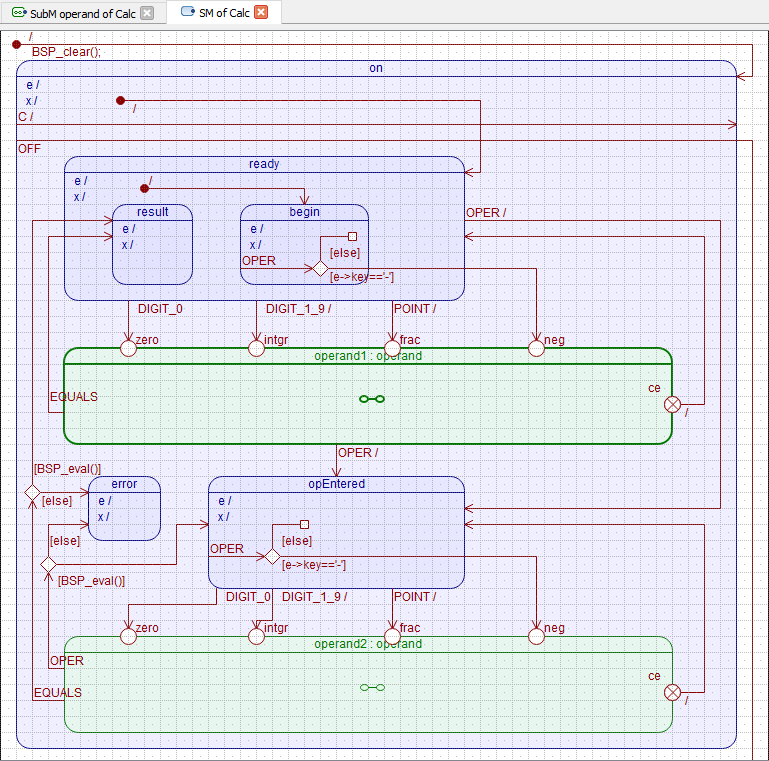 SubM operand of Calc
SM of Calc
/
BSP_clear();
on
e /
x /
/
C /
OFF
ready
e /
x /
/
result
e /
x /
begin
e /
x /
[else]
OPER
[e->key=='-']
OPER /
DIGIT_0
DIGIT_1_9 /
POINT /
zero
intgr
frac
neg
operand1 : operand
ce
/
EQUALS
OPER /
[BSP_eval()]
[else]
error
e /
x /
[else]
[BSP_eval()]
opEntered
e /
x /
[else]
OPER
[e->key=='-']
DIGIT_0
DIGIT_1_9 /
POINT /
zero
intgr
frac
neg
operand2 : operand
ce
/
OPER
EQUALS